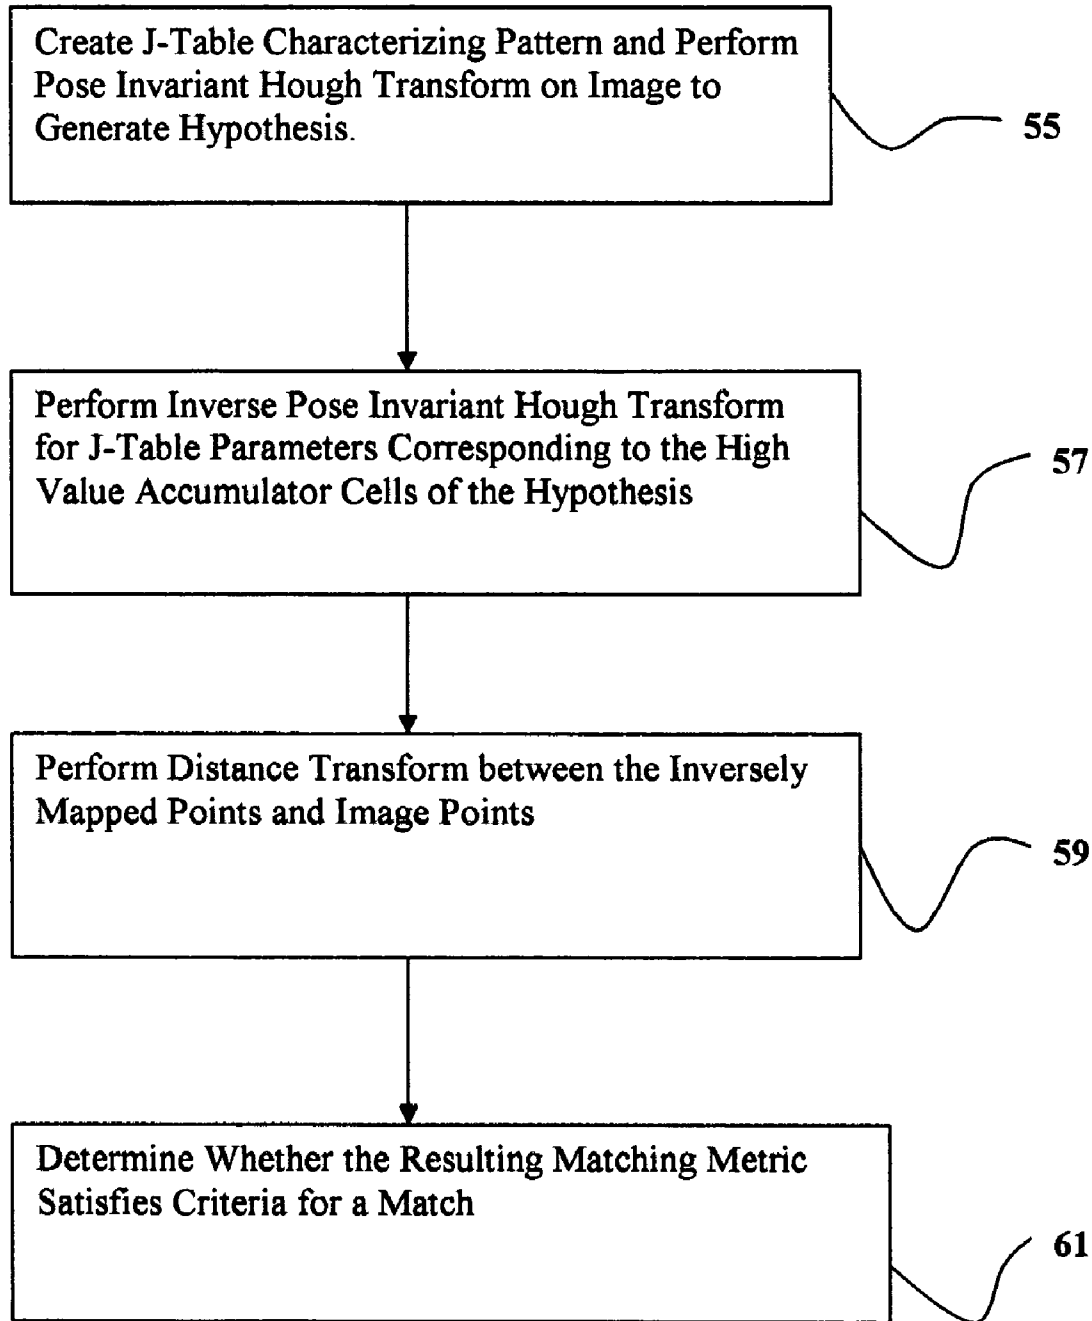 Create J-Table Characterizing Pattern and Perform
Pose Invariant Hough Transform on Image to
Generate Hypothesis.
55
Perform Inverse Pose Invariant Hough Transform
for J-Table Parameters Corresponding to the High
Value Accumulator Cells of the Hypothesis
57
Perform Distance Transform between the Inversely
Mapped Points and Image Points
59
Determine Whether the Resulting Matching Metric
Satisfies Criteria for a Match
61